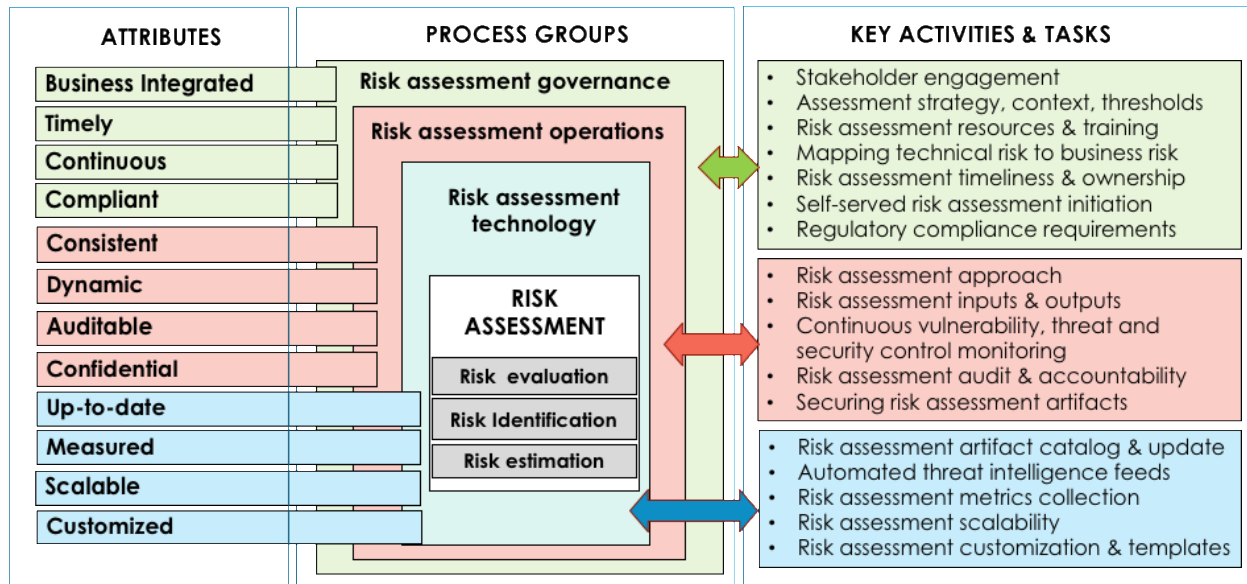 ATTRIBUTES
Business Integrated
Timely
Continuous
Compliant
Consistent
Dynamic
Auditable
Confidential
Up-to-date
Measured
Scalable
Customized
PROCESS GROUPS
Risk assessment governance
Risk assessment operations
Risk assessment
technology
RISK
ASSESSMENT
Risk evaluation
Risk Identification
Risk estimation
KEY ACTIVITIES & TASKS
• Stakeholder engagement
• Assessment strategy, context, thresholds
• Risk assessment resources & training
• Mapping technical risk to business risk
• Risk assessment timeliness & ownership
• Self-served risk assessment initiation
• Regulatory compliance requirements
• Risk assessment approach
• Risk assessment inputs & outputs
• Continuous vulnerability, threat and
security control monitoring
• Risk assessment audit & accountability
• Securing risk assessment artifacts
• Risk assessment artifact catalog & update
• Automated threat intelligence feeds
• Risk assessment metrics collection
• Risk assessment scalability
• Risk assessment customization & templates